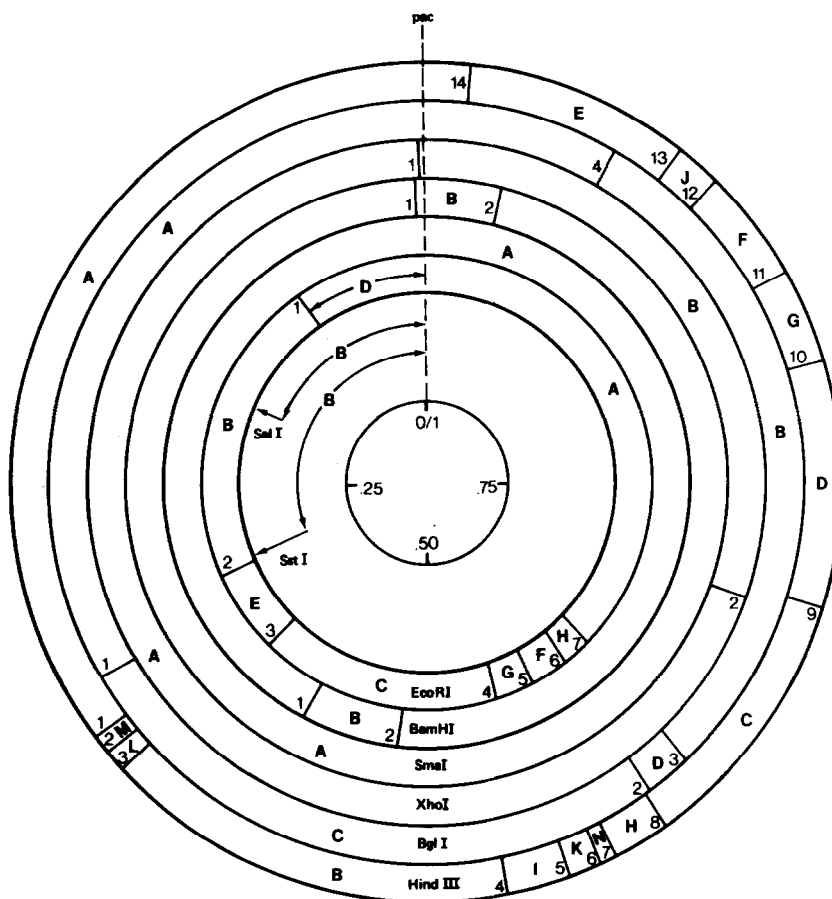 pac
14
E
13
J
12
4
1
F
1
B
2
11
A
A
A
B
G
D
10
1
B
A
B
B
B
D
Sal I
0/1
.25
.75
.50
2
Sst I
2
9
E
3
H
7
F
6
G
5
C
EcoRI
4
1
A
1
B
2
BamHI
C
1
M
2
L
3
A
SmaI
D
3
2
XhoI
H
8
N
7
K
6
C
Bgl I
I
5
B
Hind III
4